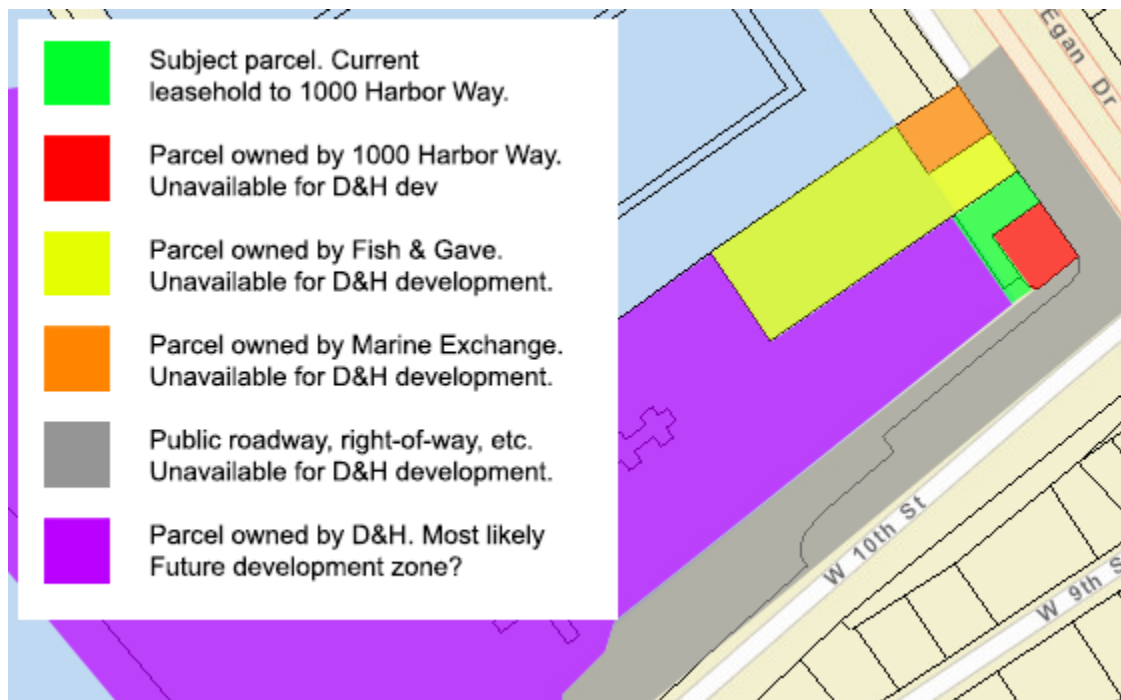 Subject parcel. Current
leasehold to 1000 Harbor Way.
Parcel owned by 1000 Harbor Way.
Unavailable for D&H dev
Parcel owned by Fish & Gave.
Unavailable for D&H development.
Parcel owned by Marine Exchange.
Unavailable for D&H development.
Public roadway, right-of-way, etc.
Unavailable for D&H development.
Parcel owned by D&H. Most likely
Future development zone?
Egan Dr
W 10th St
W 9th S